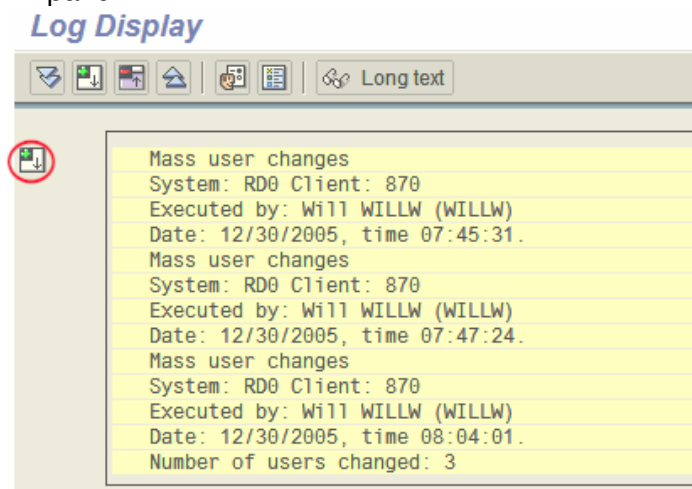 Log Display
Long text
Mass user changes
System: RD0 Client: 870
Executed by: Will WILLW (WILLW)
Date: 12/30/2005, time 07:45:31.
Mass user changes
System: RD0 Client: 870
Executed by: Will WILLW (WILLW)
Date: 12/30/2005, time 07:47:24.
Mass user changes
System: RD0 Client: 870
Executed by: Will WILLW (WILLW)
Date: 12/30/2005, time 08:04:01.
Number of users changed: 3